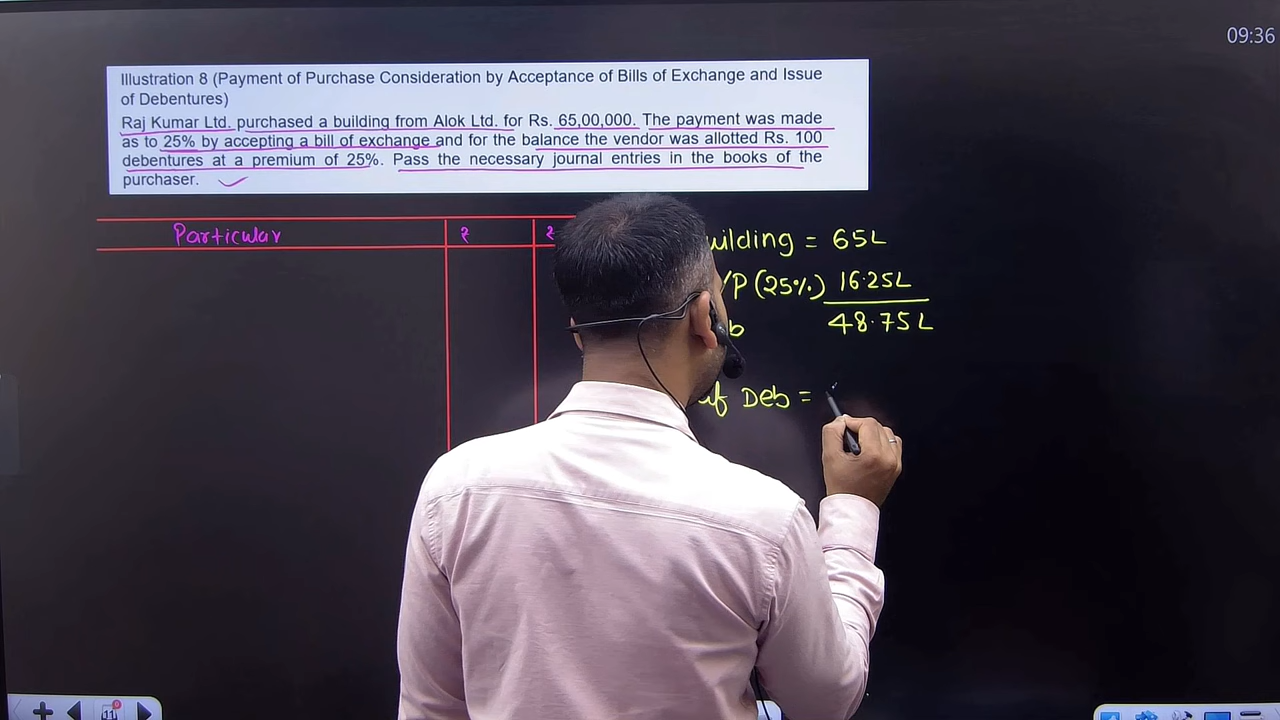 09:36
Illustration 8 (Payment of Purchase Consideration by Acceptance of Bills of Exchange and Issue
of Debentures)
Raj Kumar Ltd. purchased a building from Alok Ltd. for Rs. 65,00,000. The payment was made
as to 25% by accepting a bill of exchange and for the balance the vendor was allotted Rs. 100
debentures at a premium of 25%. Pass the necessary journal entries in the books of the
purchaser.
Particular ₹ ₹
uilding = 65L
/P (25%) 16.25L
b 48.75L
of Deb =
11